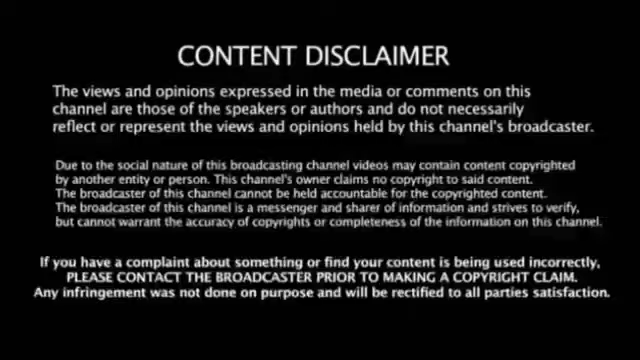 CONTENT DISCLAIMER
The views and opinions expressed in the media or comments on this
channel are those of the speakers or authors and do not necessarily
reflect or represent the views and opinions held by this channel's broadcaster.
Due to the social nature of this broadcasting channel videos may contain content copyrighted
by another entity or person. This channel's owner claims no copyright to said content.
The broadcaster of this channel cannot be held accountable for the copyrighted content.
The broadcaster of this channel is a messenger and sharer of information and strives to verify,
but cannot warrant the accuracy of copyrights or completeness of the information on this channel.
If you have a complaint about something or find your content is being used incorrectly,
PLEASE CONTACT THE BROADCASTER PRIOR TO MAKING A COPYRIGHT CLAIM.
Any infringement was not done on purpose and will be rectified to all parties satisfaction.